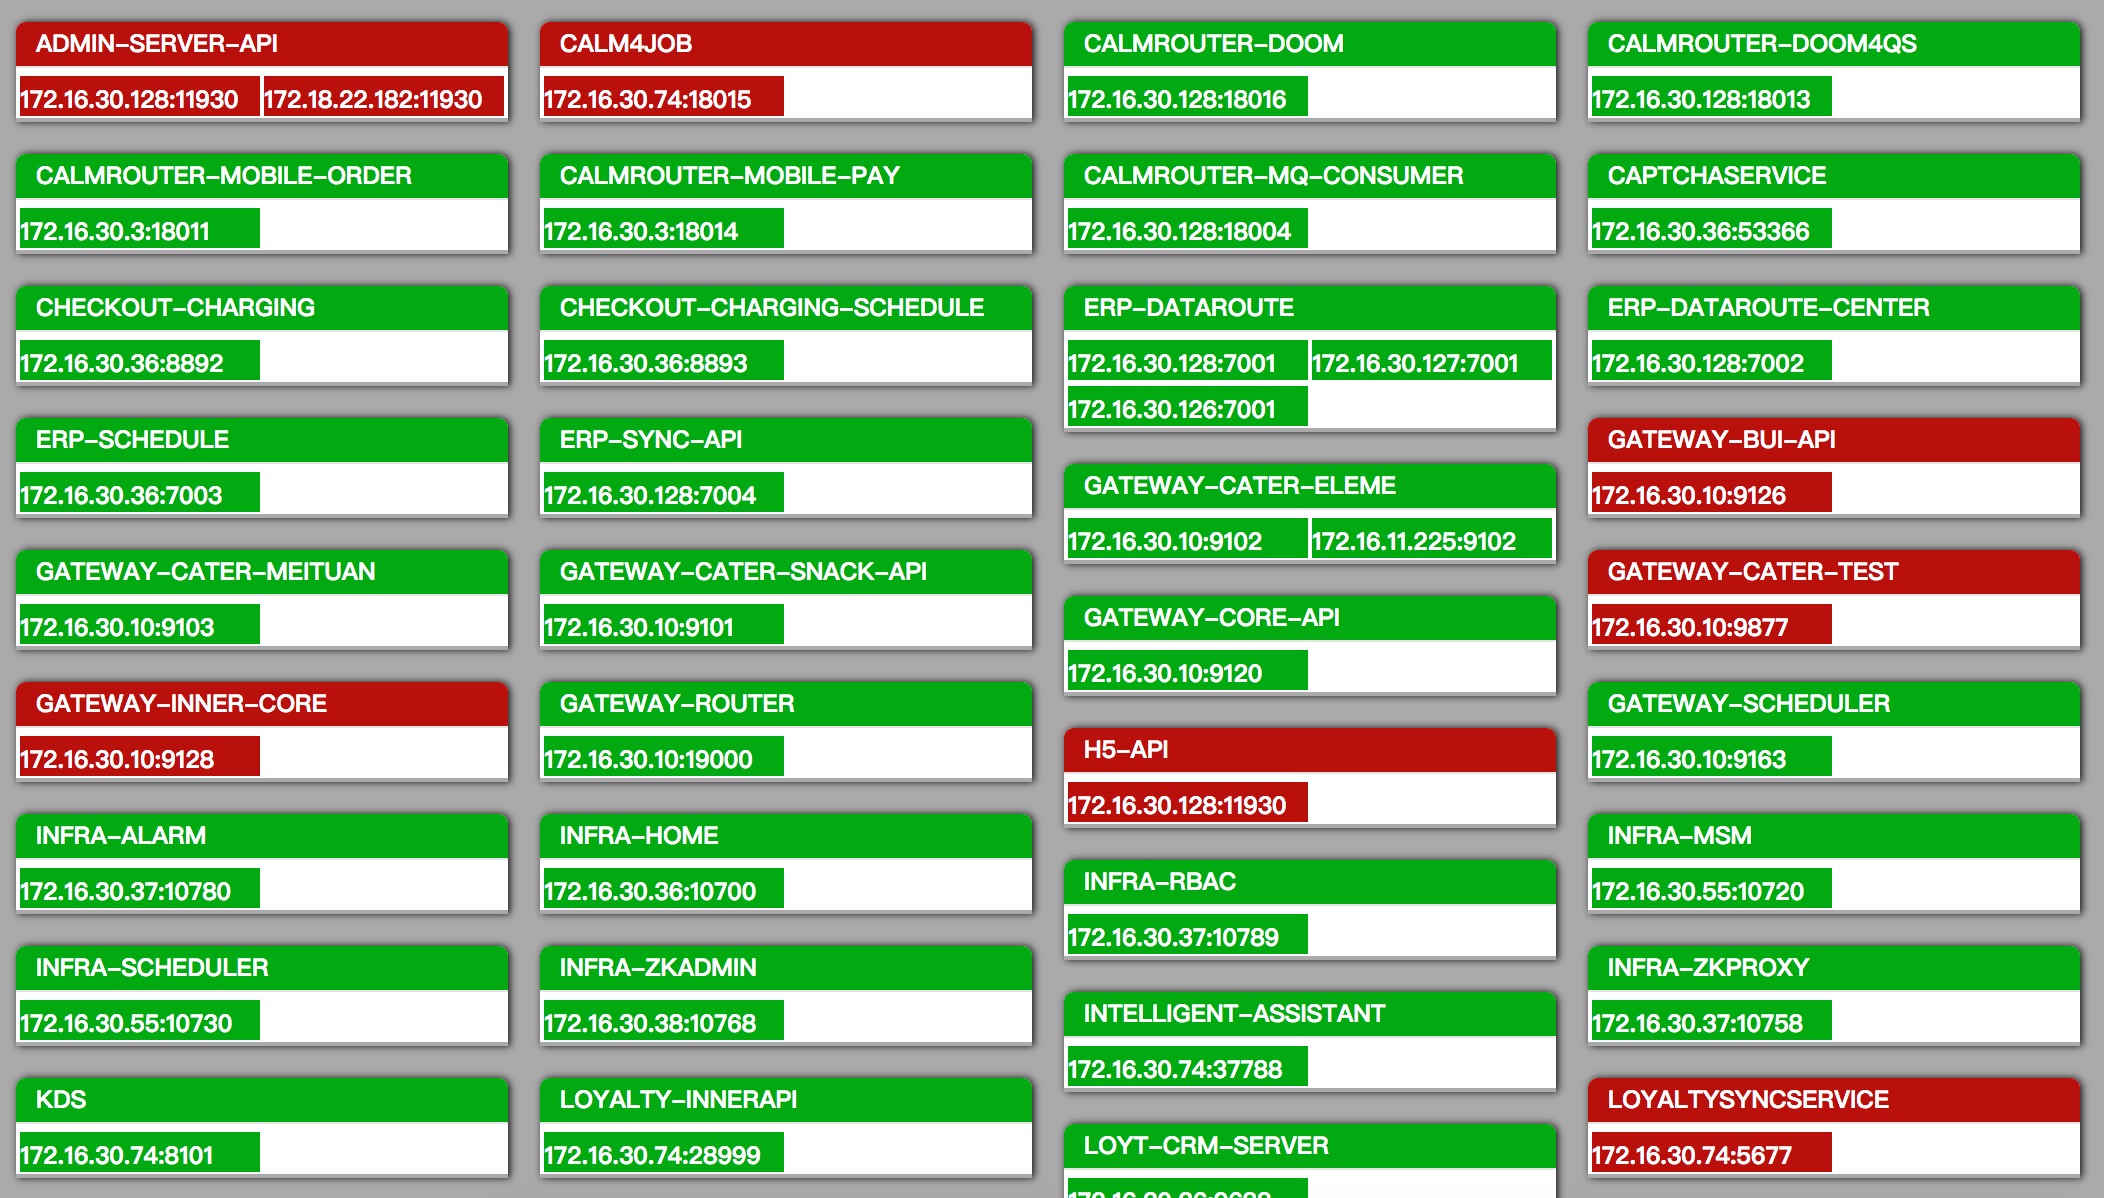 ADMIN-SERVER-API
172.16.30.128:11930 172.18.22.182:11930
CALM4JOB
172.16.30.74:18015
CALMROUTER-DOOM
172.16.30.128:18016
CALMROUTER-DOOM4QS
172.16.30.128:18013
CALMROUTER-MOBILE-ORDER
172.16.30.3:18011
CALMROUTER-MOBILE-PAY
172.16.30.3:18014
CALMROUTER-MQ-CONSUMER
172.16.30.128:18004
CAPTCHASERVICE
172.16.30.36:53366
CHECKOUT-CHARGING
172.16.30.36:8892
CHECKOUT-CHARGING-SCHEDULE
172.16.30.36:8893
ERP-DATAROUTE
172.16.30.128:7001 172.16.30.127:7001
172.16.30.126:7001
ERP-DATAROUTE-CENTER
172.16.30.128:7002
ERP-SCHEDULE
172.16.30.36:7003
ERP-SYNC-API
172.16.30.128:7004
GATEWAY-CATER-ELEME
172.16.30.10:9102 172.16.11.225:9102
GATEWAY-BUI-API
172.16.30.10:9126
GATEWAY-CATER-MEITUAN
172.16.30.10:9103
GATEWAY-CATER-SNACK-API
172.16.30.10:9101
GATEWAY-CORE-API
172.16.30.10:9120
GATEWAY-CATER-TEST
172.16.30.10:9877
GATEWAY-INNER-CORE
172.16.30.10:9128
GATEWAY-ROUTER
172.16.30.10:19000
H5-API
172.16.30.128:11930
GATEWAY-SCHEDULER
172.16.30.10:9163
INFRA-ALARM
172.16.30.37:10780
INFRA-HOME
172.16.30.36:10700
INFRA-RBAC
172.16.30.37:10789
INFRA-MSM
172.16.30.55:10720
INFRA-SCHEDULER
172.16.30.55:10730
INFRA-ZKADMIN
172.16.30.38:10768
INTELLIGENT-ASSISTANT
172.16.30.74:37788
INFRA-ZKPROXY
172.16.30.37:10758
KDS
172.16.30.74:8101
LOYALTY-INNERAPI
172.16.30.74:28999
LOYT-CRM-SERVER
LOYALTYSYNCSERVICE
172.16.30.74:5677